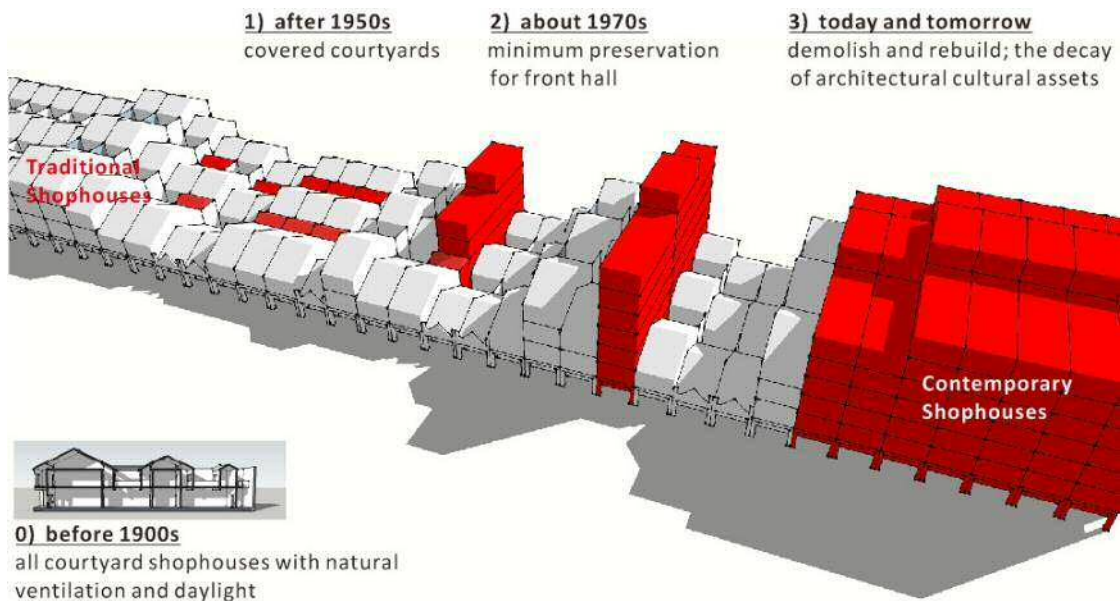 1) after 1950s
covered courtyards
2) about 1970s
minimum preservation
for front hall
3) today and tomorrow
demolish and rebuild; the decay
of architectural cultural assets
Traditional
Shophouses
Contemporary
Shophouses
0) before 1900s
all courtyard shophouses with natural
ventilation and daylight